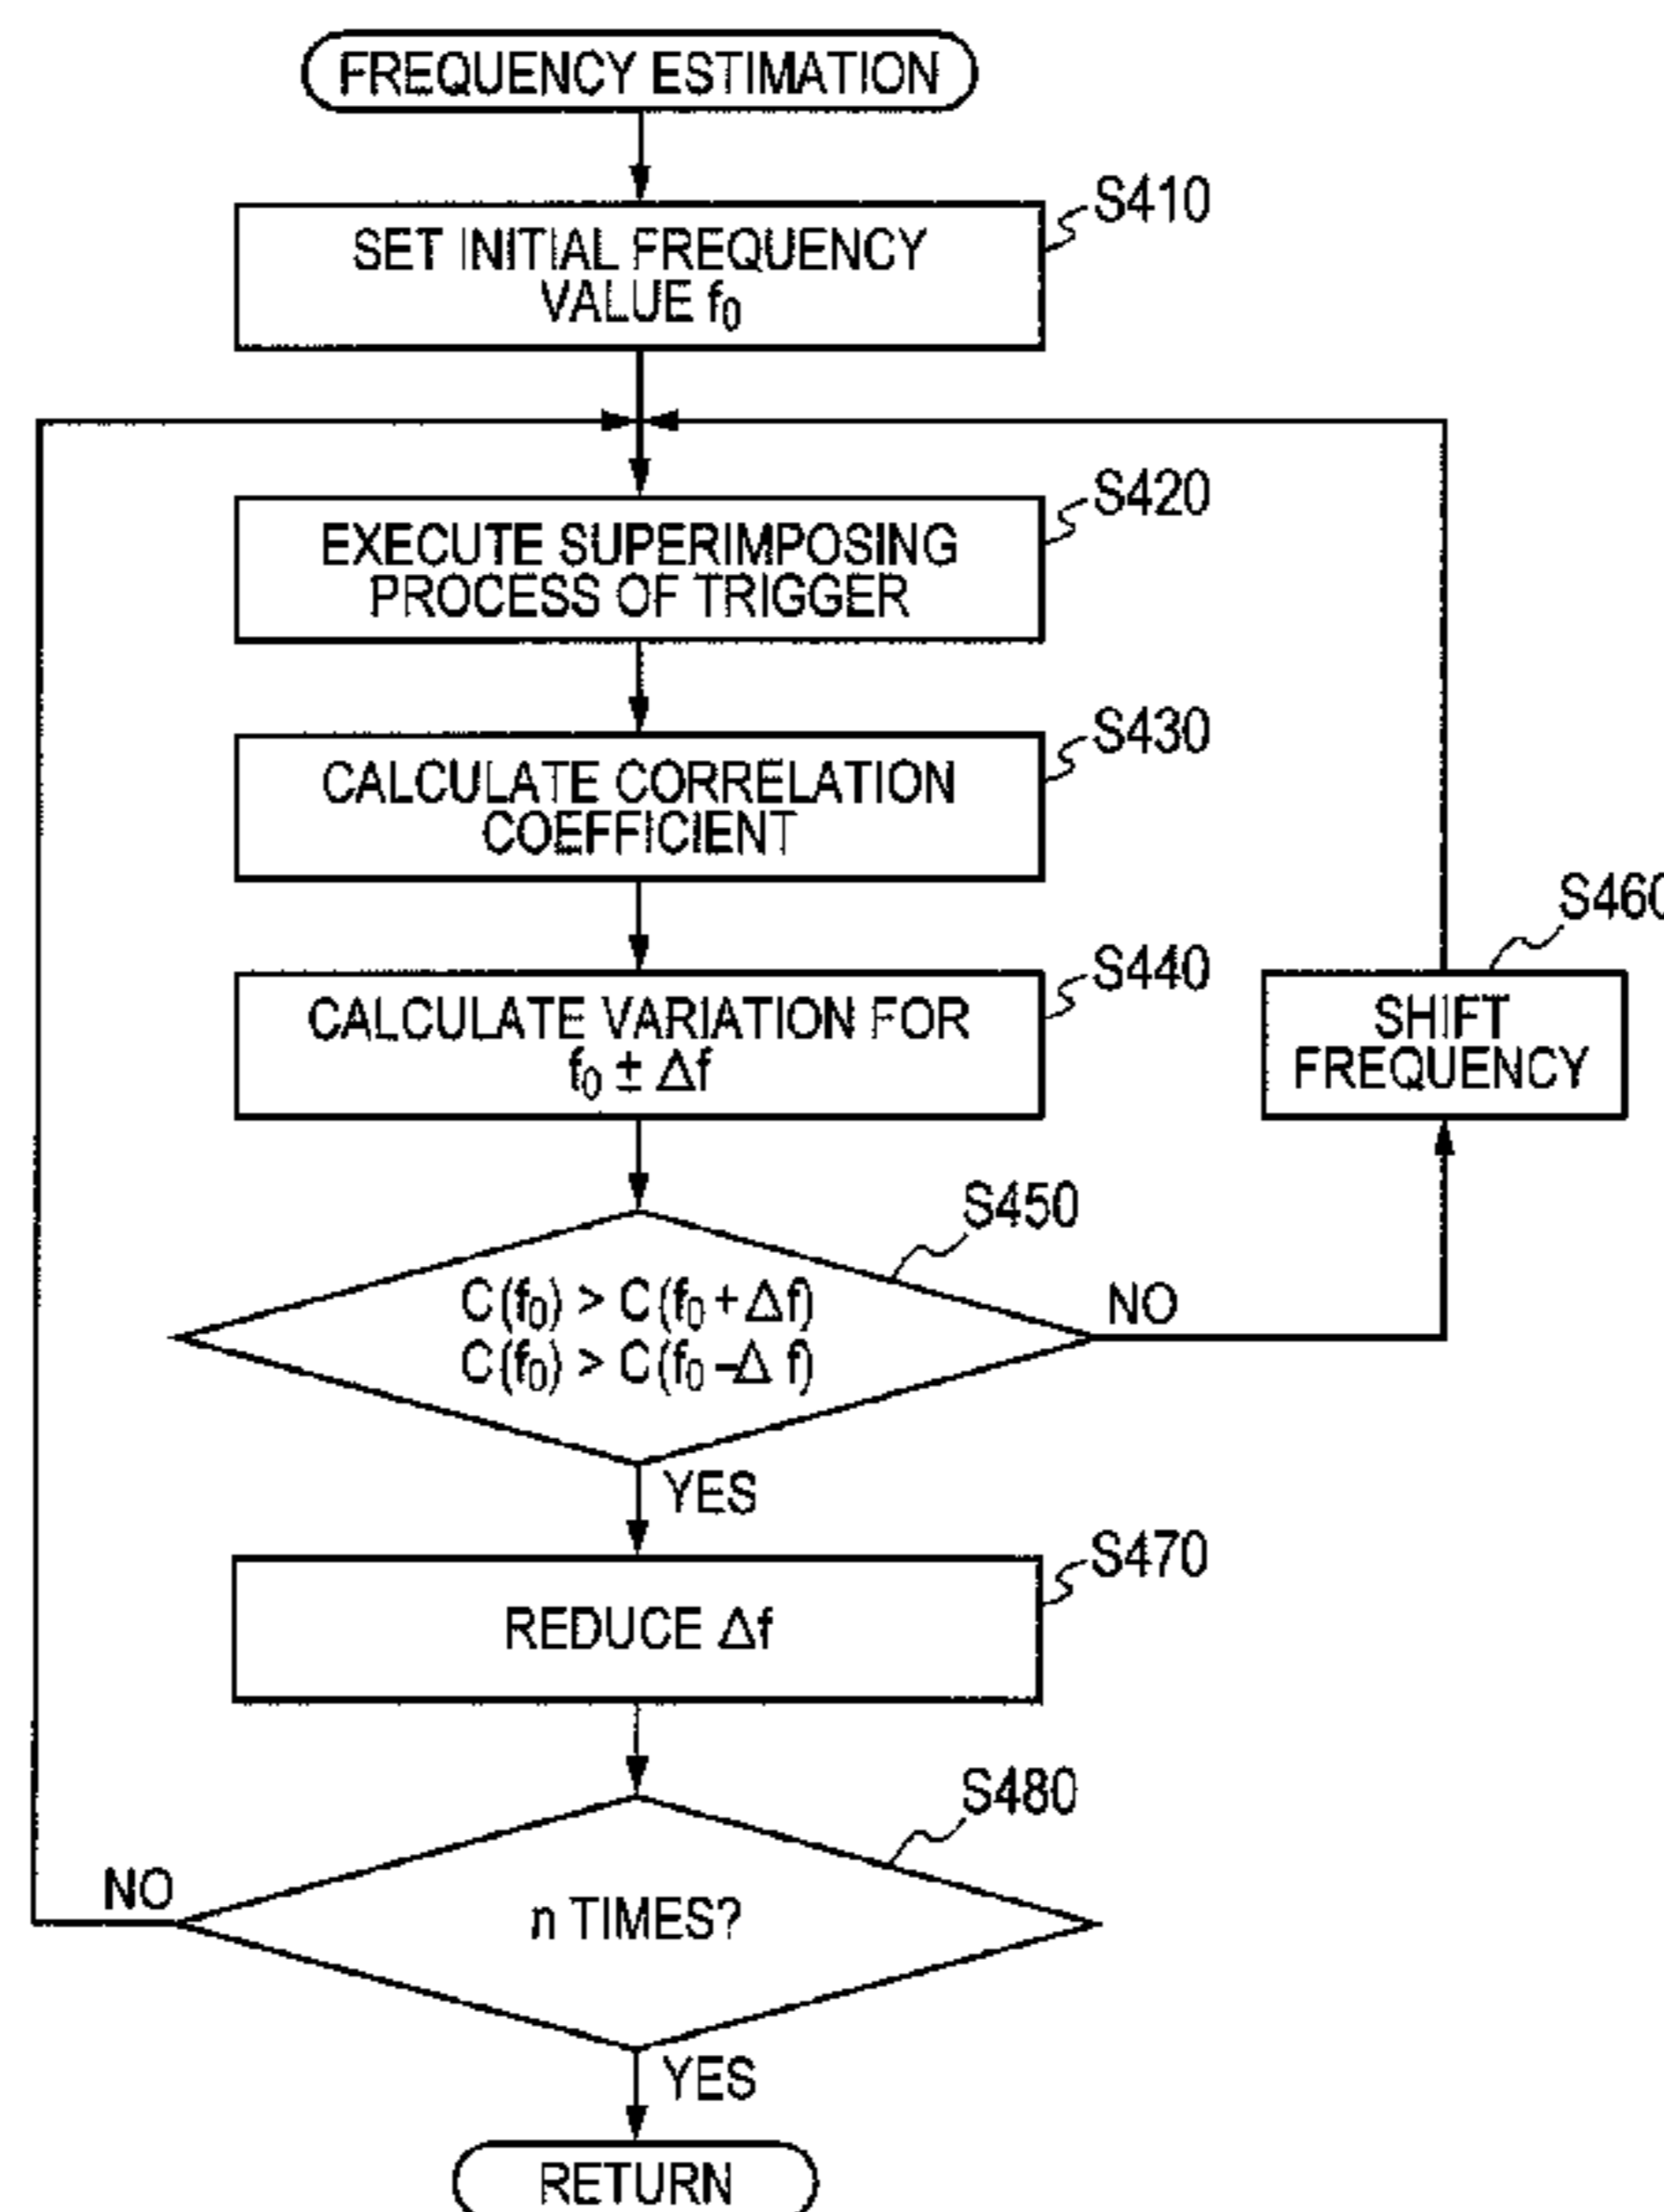 FREQUENCY ESTIMATION
S410
SET INITIAL FREQUENCY
VALUE f₀
S420
EXECUTE SUPERIMPOSING
PROCESS OF TRIGGER
S430
CALCULATE CORRELATION
COEFFICIENT
S440
CALCULATE VARIATION FOR
f₀ ± Δf
S460
SHIFT
FREQUENCY
S450
C(f₀) > C(f₀+Δf)
C(f₀) > C(f₀-Δ f)
NO
YES
S470
REDUCE Δf
S480
n TIMES?
NO
YES
RETURN